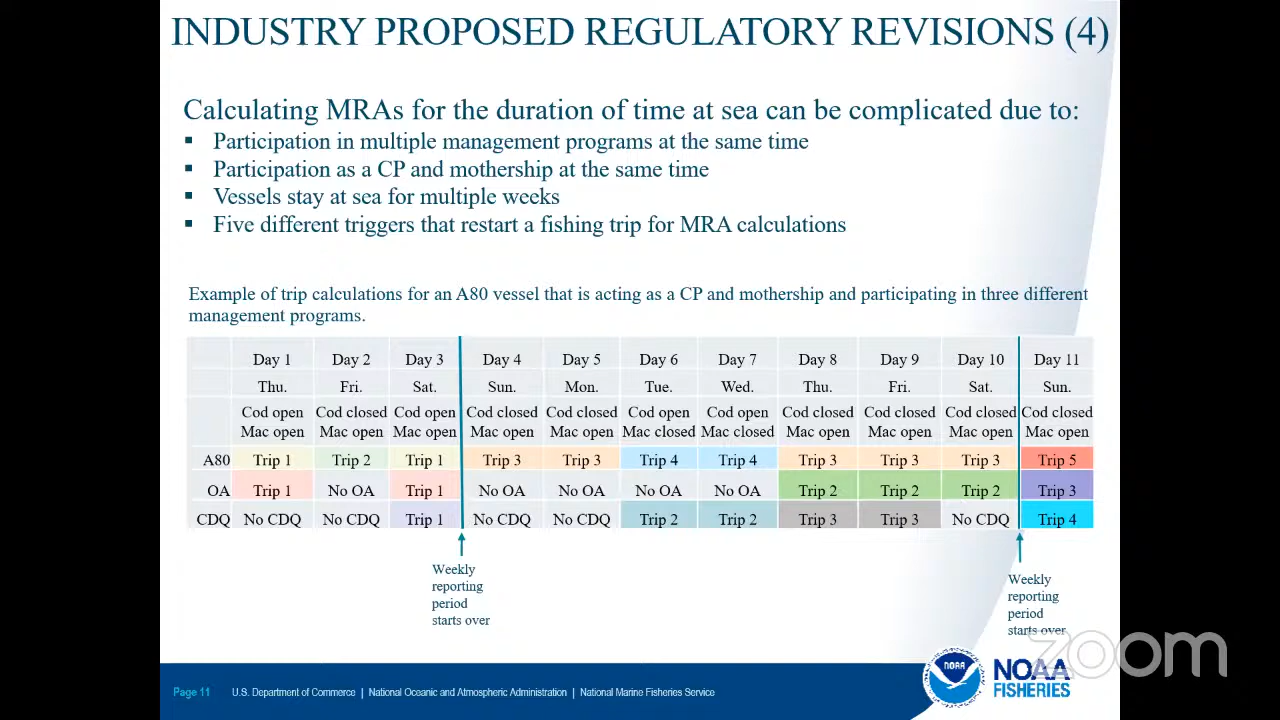 INDUSTRY PROPOSED REGULATORY REVISIONS (4)
Calculating MRAs for the duration of time at sea can be complicated due to:
▪ Participation in multiple management programs at the same time
▪ Participation as a CP and mothership at the same time
▪ Vessels stay at sea for multiple weeks
▪ Five different triggers that restart a fishing trip for MRA calculations
Example of trip calculations for an A80 vessel that is acting as a CP and mothership and participating in three different
management programs.
Day 1 Day 2 Day 3 Day 4 Day 5 Day 6 Day 7 Day 8 Day 9 Day 10 Day 11
Thu. Fri. Sat. Sun. Mon. Tue. Wed. Thu. Fri. Sat. Sun.
Cod open Cod closed Cod open Cod closed Cod closed Cod open Cod open Cod closed Cod closed Cod closed Cod closed
Mac open Mac open Mac open Mac open Mac open Mac closed Mac closed Mac open Mac open Mac open Mac open
A80 Trip 1 Trip 2 Trip 1 Trip 3 Trip 3 Trip 4 Trip 4 Trip 3 Trip 3 Trip 3 Trip 5
OA Trip 1 No OA Trip 1 No OA No OA No OA No OA Trip 2 Trip 2 Trip 2 Trip 3
CDQ No CDQ No CDQ Trip 1 No CDQ No CDQ Trip 2 Trip 2 Trip 3 Trip 3 No CDQ Trip 4
Weekly
reporting
period
starts over
Weekly
reporting
period
starts over
zoom
Page 11 U.S. Department of Commerce | National Oceanic and Atmospheric Administration | National Marine Fisheries Service
NOAA
NOAA
FISHERIES